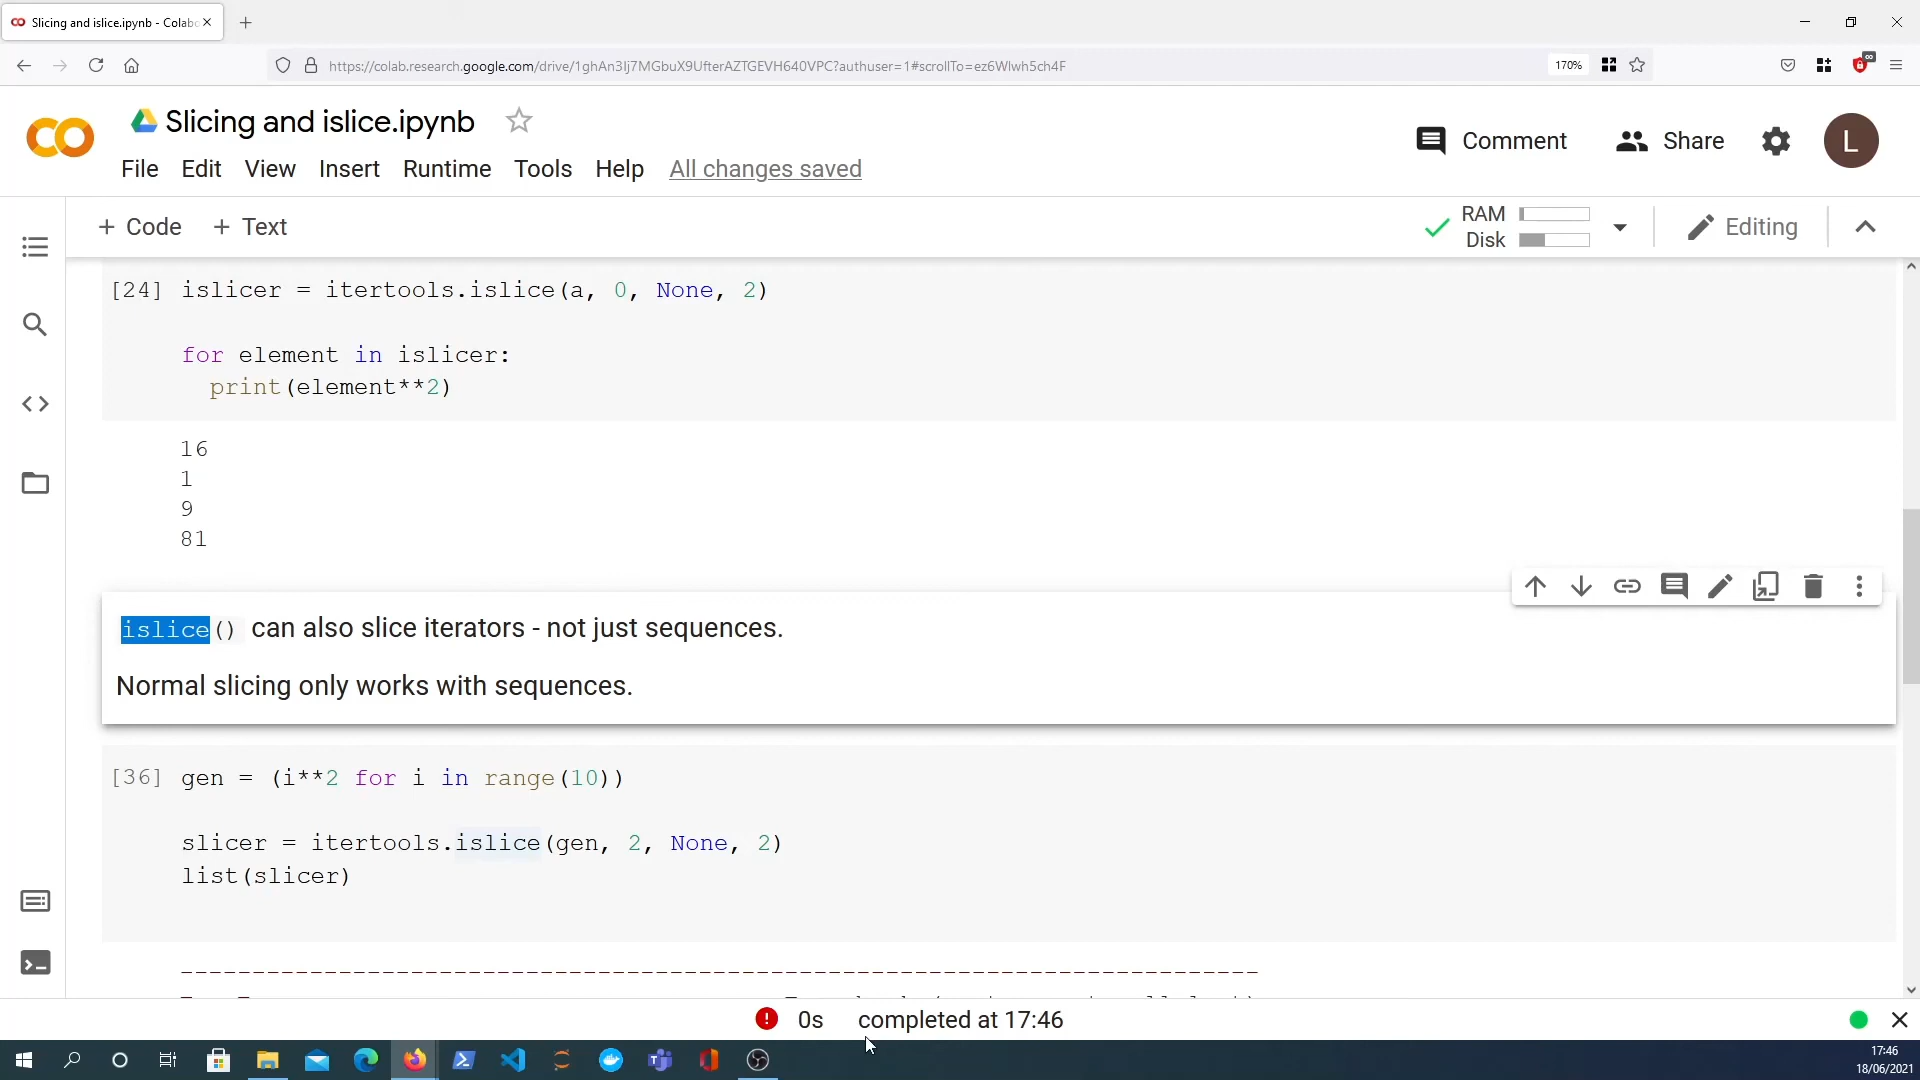 Slicing and islice.ipynb - Colabo
https://colab.research.google.com/drive/1ghAn3Ij7MGbuX9UfterAZTGEVH640VPC?authuser=1#scrollTo=ez6Wlwh5ch4F
170%
Slicing and islice.ipynb
Comment
Share
L
File Edit View Insert Runtime Tools Help All changes saved
+ Code + Text
RAM
Disk
Editing
[24] islicer = itertools.islice(a, 0, None, 2)
for element in islicer:
print(element**2)
16
1
9
81
islice() can also slice iterators - not just sequences.
Normal slicing only works with sequences.
[36] gen = (i**2 for i in range(10))
slicer = itertools.islice(gen, 2, None, 2)
list(slicer)
---------------------------------------------------------------------------
0s completed at 17:46
17:46
18/06/2021